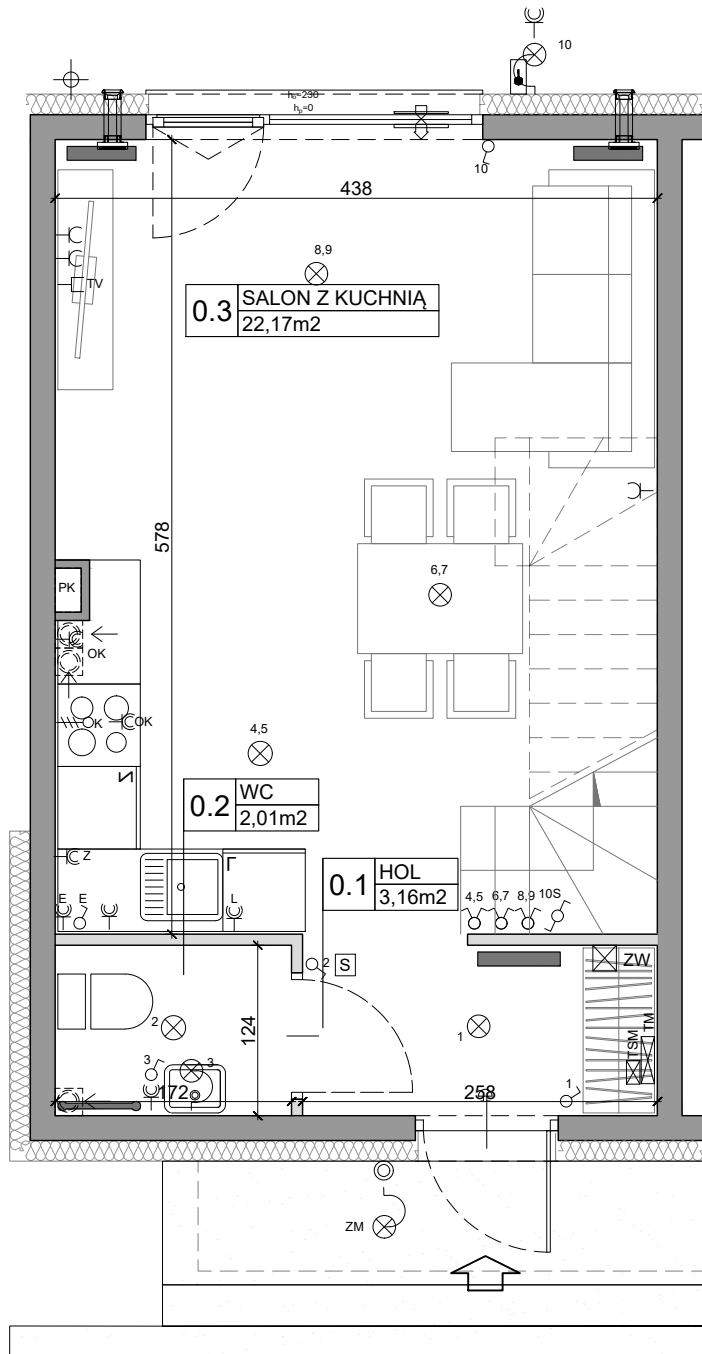 10
h₀=230
hₚ=0
10
438
8,9
TV
0.3 SALON Z KUCHNIĄ
22,17m2
578
PK
6,7
OK
OK
OK
4,5
0.2 WC
2,01m2
Z
0.1 HOL
3,16m2
E
E
L
4,5
6,7
8,9
10S
2
S
ZW
2
124
1
TSM
TM
3
3
172
258
1
ZM